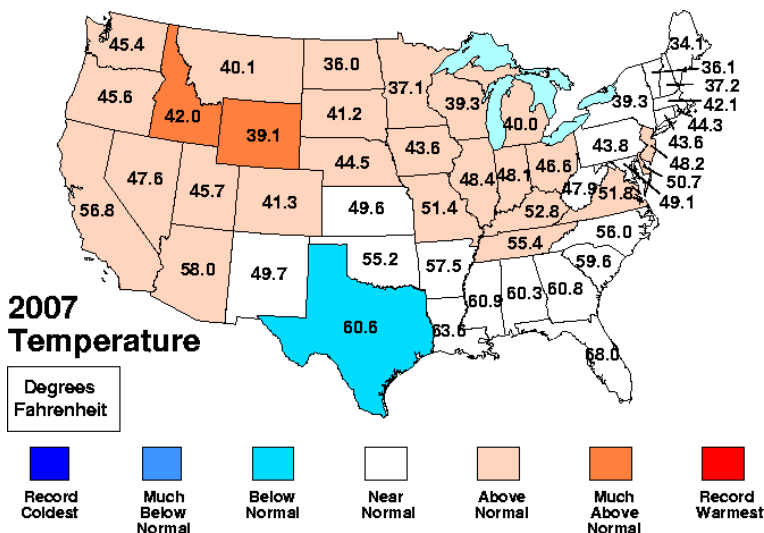 34.1
45.4
36.0
40.1
36.1
37.1
37.2
39.3
39.3
45.6
41.2
42.1
42.0
40.0
44.3
39.1
43.6
43.6
43.8
44.5
46.6
48.2
47.6
48.4
48.1
45.7
50.7
47.9
51.8
41.3
49.1
49.6
51.4
56.8
52.8
56.0
55.4
55.2
58.0
57.5
59.6
49.7
60.8
60.3
60.9
2007
60.6
63.6
Temperature
68.0
Degrees
Fahrenheit
Record
Coldest
Much
Below
Normal
Below
Normal
Near
Normal
Above
Normal
Much
Above
Normal
Record
Warmest